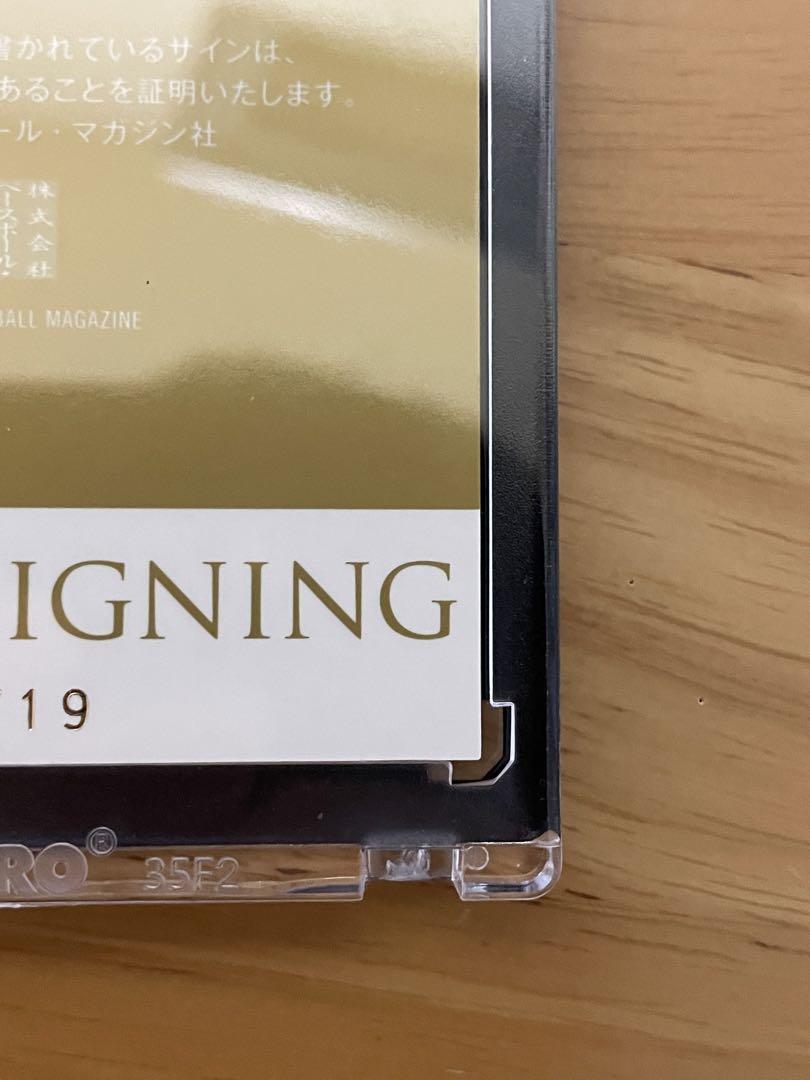 書かれているサインは、
あることを証明いたします。
ール・マガジン社
株式会社
ベースボール・
BALL MAGAZINE
IGNING
/19
RO® 35F2